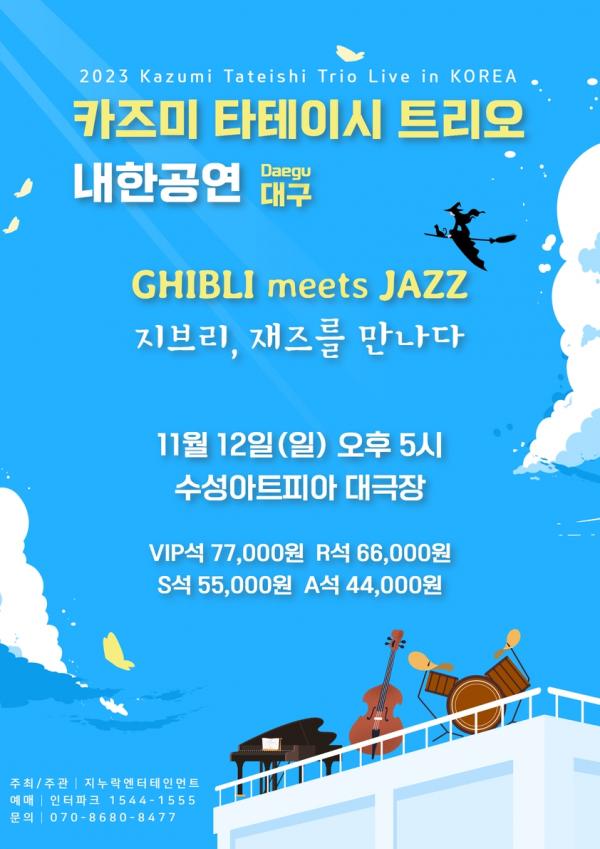 2023 Kazumi Tateishi Trio Live in KOREA
카즈미 타테이시 트리오
내한공연 Daegu 대구
GHIBLI meets JAZZ
지브리, 재즈를 만나다
11월 12일(일) 오후 5시
수성아트피아 대극장
VIP석 77,000원 R석 66,000원
S석 55,000원 A석 44,000원
주최/주관 | 지누락엔터테인먼트
예매 | 인터파크 1544-1555
문의 | 070-8680-8477